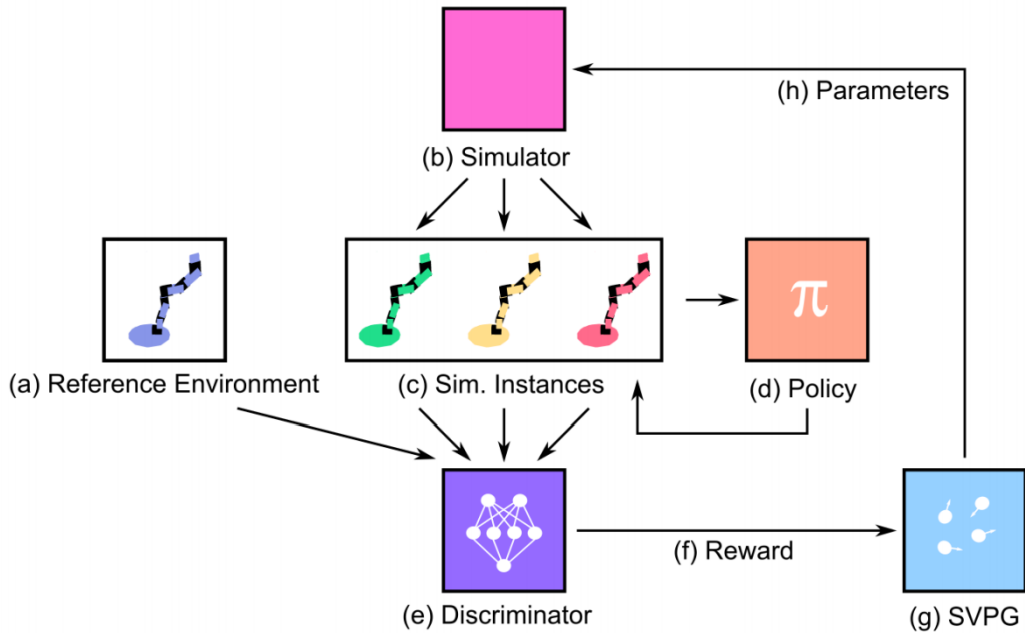 (h) Parameters
(b) Simulator
π
(a) Reference Environment
(c) Sim. Instances
(d) Policy
(f) Reward
(e) Discriminator
(g) SVPG